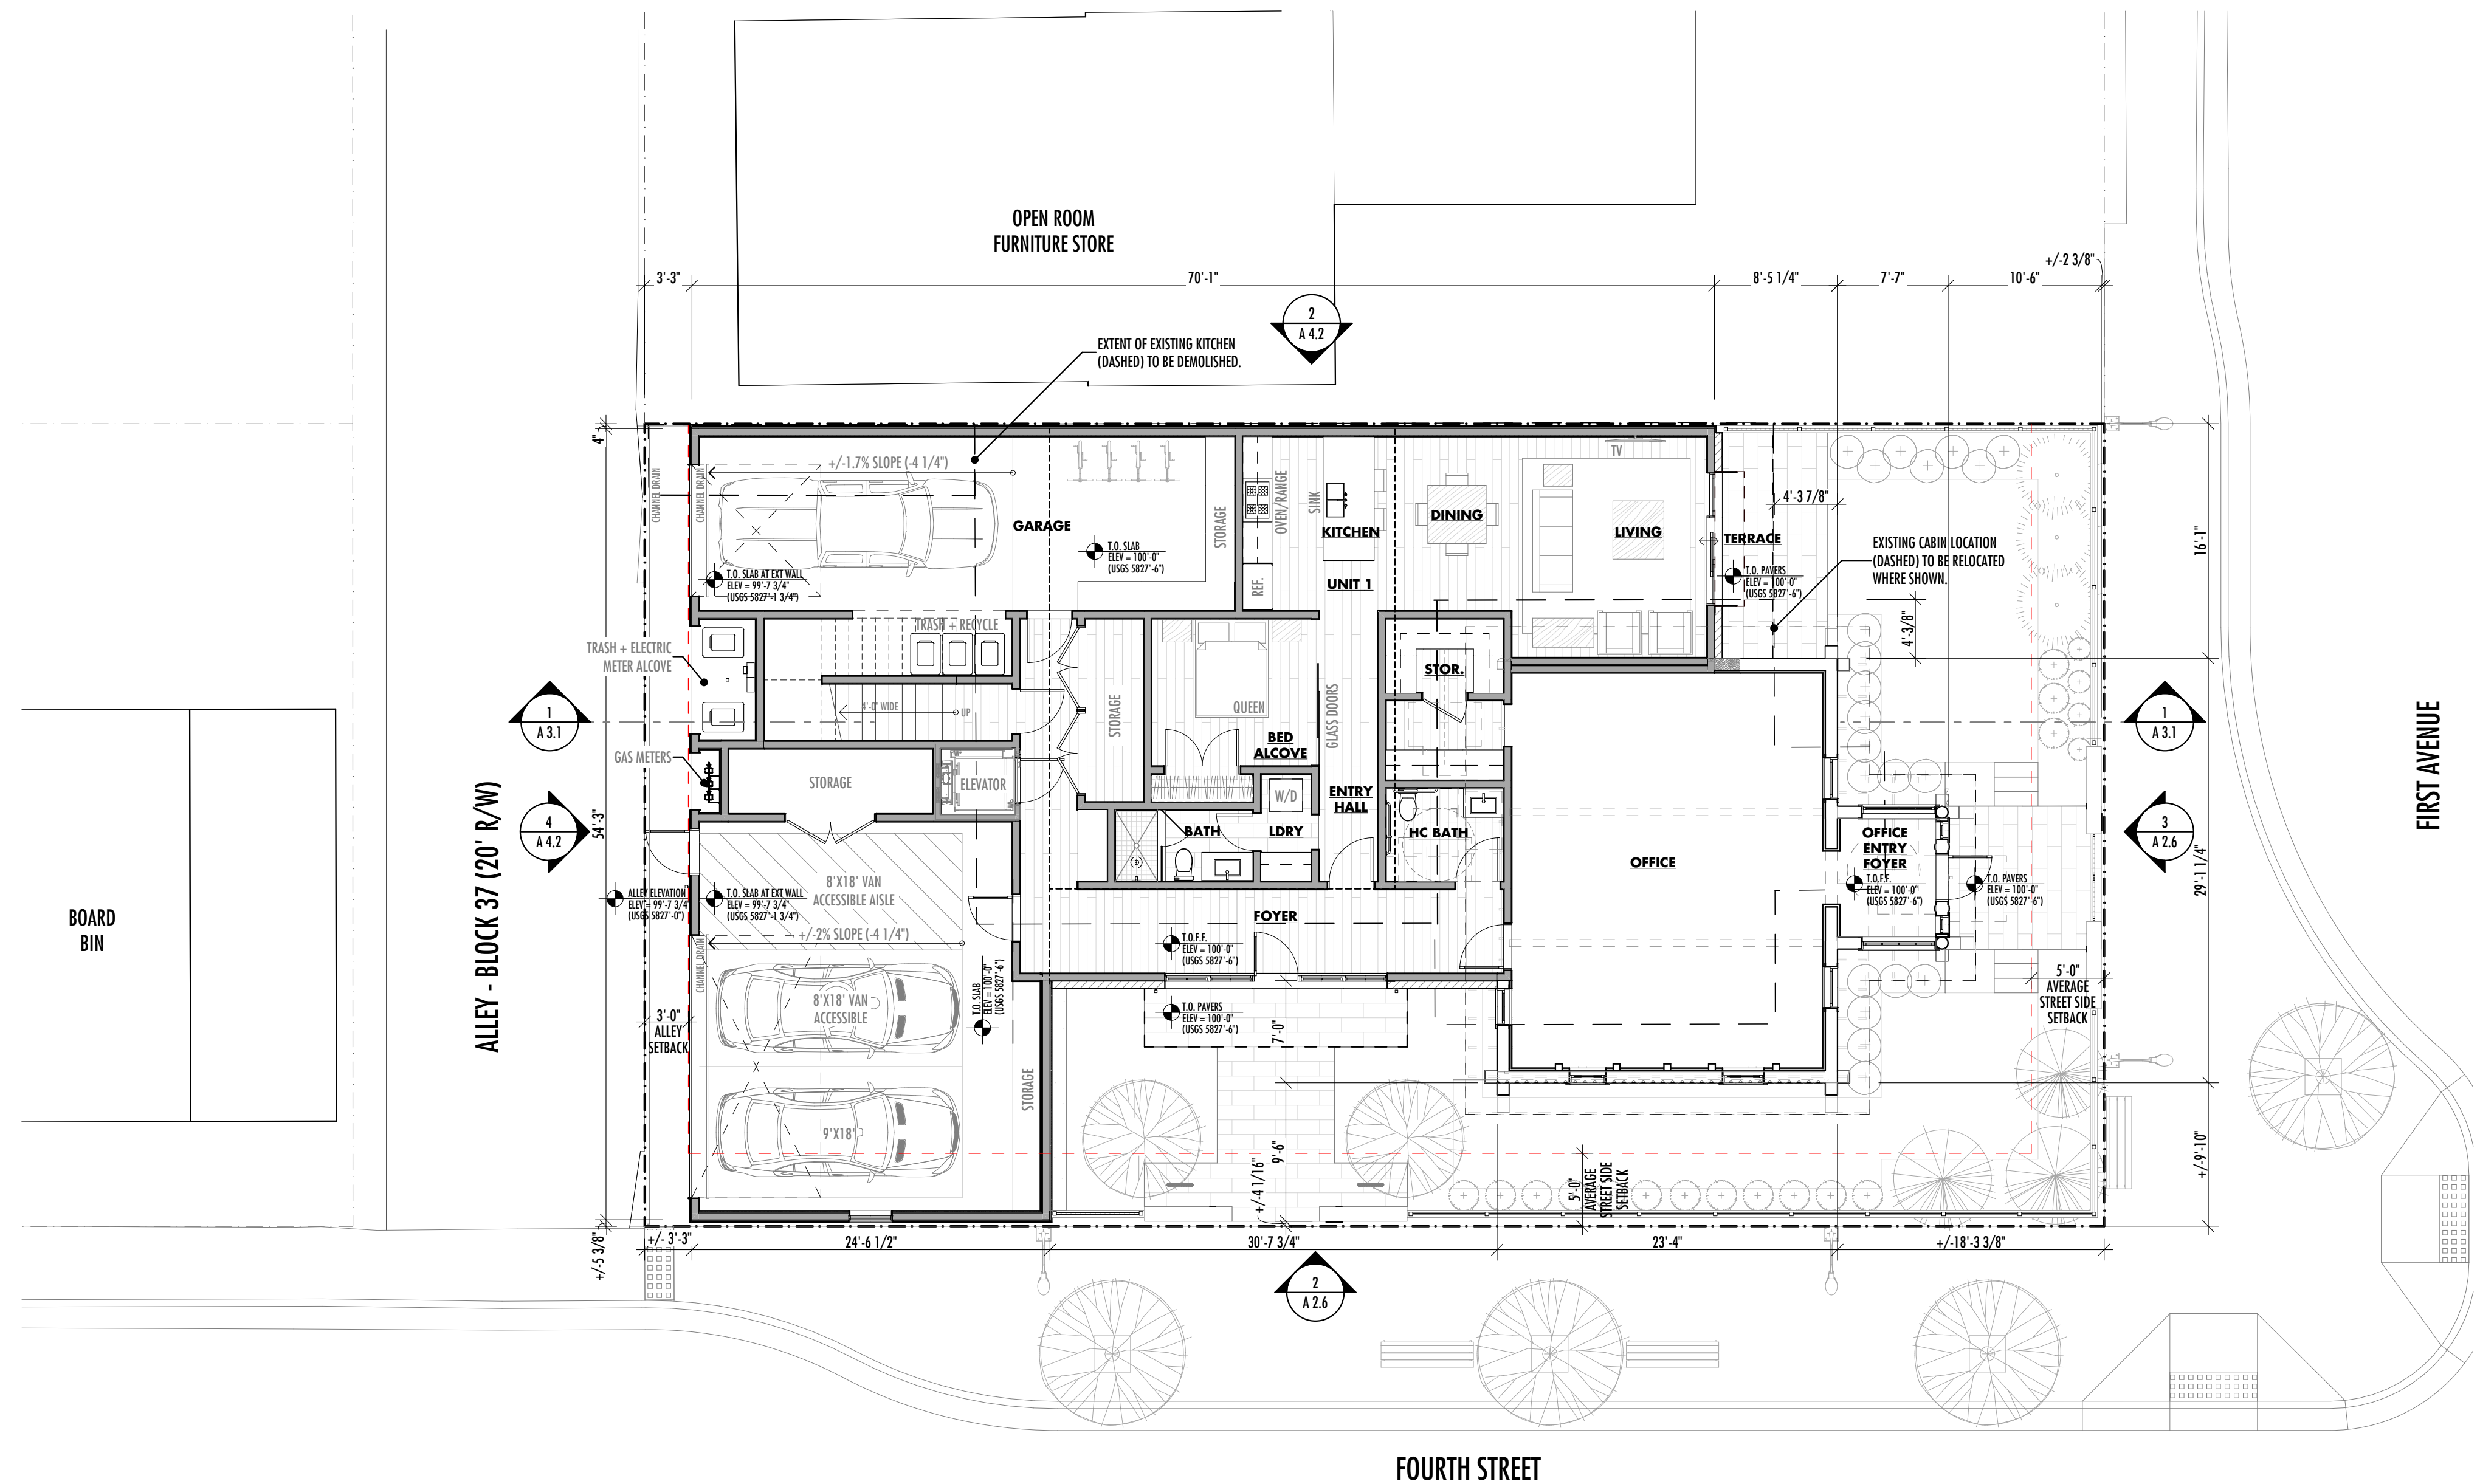 OPEN ROOM
FURNITURE STORE
+/-2 3/8"
3'-3"
70'-1"
8'-5 1/4"
7'-7"
10'-6"
2
A 4.2
EXTENT OF EXISTING KITCHEN
(DASHED) TO BE DEMOLISHED.
4"
+/-1.7% SLOPE (-4 1/4")
CHANNEL DRAIN
CHANNEL DRAIN
GARAGE
T.O. SLAB
ELEV = 100'-0"
(USGS 5827'-6")
T.O. SLAB AT EXT WALL
ELEV = 99'-7 3/4"
(USGS 5827'-1 3/4")
STORAGE
OVEN/RANGE
SINK
REF.
KITCHEN
UNIT 1
DINING
TV
LIVING
TERRACE
T.O. PAVERS
ELEV = 100'-0"
(USGS 5827'-6")
4'-3 7/8"
EXISTING CABIN LOCATION
(DASHED) TO BE RELOCATED
WHERE SHOWN.
4'-3/8"
16'-1"
TRASH + RECYCLE
TRASH + ELECTRIC
METER ALCOVE
4'-0" WIDE
UP
STORAGE
QUEEN
BED
ALCOVE
GLASS DOORS
STOR.
1
A 3.1
1
A 3.1
GAS METERS
STORAGE
ELEVATOR
W/D
ENTRY
HALL
BATH
LDRY
HC BATH
OFFICE
OFFICE
ENTRY
FOYER
T.O.F.F.
ELEV = 100'-0"
(USGS 5827'-6")
T.O. PAVERS
ELEV = 100'-0"
(USGS 5827'-6")
4
A 4.2
54'-3"
3
A 2.6
29'-1 1/4"
FIRST AVENUE
ALLEY - BLOCK 37 (20' R/W)
BOARD
BIN
8'X18' VAN
ACCESSIBLE AISLE
ALLEY ELEVATION
ELEV = 99'-7 3/4"
(USGS 5827'-0")
T.O. SLAB AT EXT WALL
ELEV = 99'-7 3/4"
(USGS 5827'-1 3/4")
+/-2% SLOPE (-4 1/4")
CHANNEL DRAIN
FOYER
T.O.F.F.
ELEV = 100'-0"
(USGS 5827'-6")
T.O. SLAB
ELEV = 100'-0"
(USGS 5827'-6")
8'X18' VAN
ACCESSIBLE
T.O. PAVERS
ELEV = 100'-0"
(USGS 5827'-6")
7'-0"
3'-0"
ALLEY
SETBACK
5'-0"
AVERAGE
STREET SIDE
SETBACK
STORAGE
9'X18'
9'-6"
+/-4 1/16"
5'-0"
AVERAGE
STREET SIDE
SETBACK
+/-9'-10"
+/-5 3/8"
+/- 3'-3"
24'-6 1/2"
30'-7 3/4"
23'-4"
+/-18'-3 3/8"
2
A 2.6
FOURTH STREET